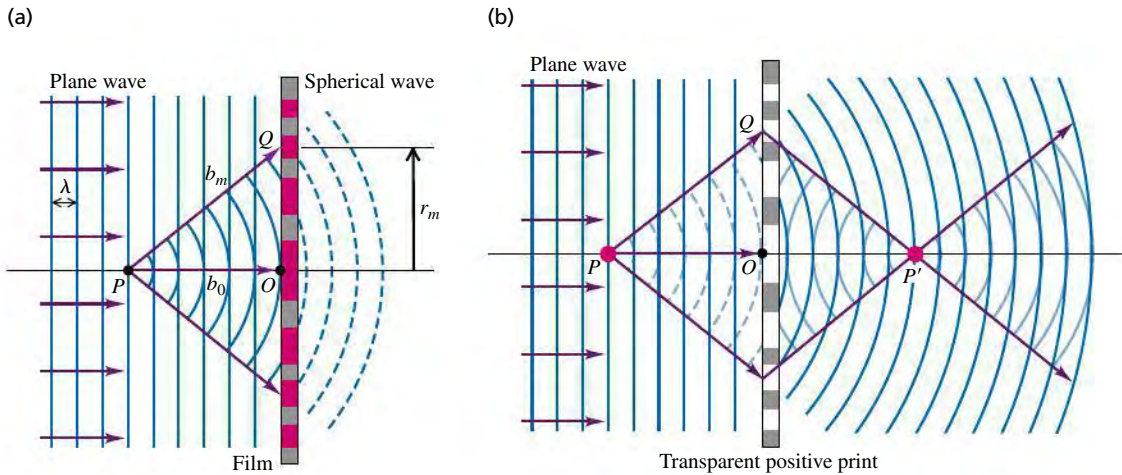 (a)
Plane wave
Spherical wave
λ
P
b_m
b_0
Q
O
r_m
Film
(b)
Plane wave
Q
P
O
P′
Transparent positive print